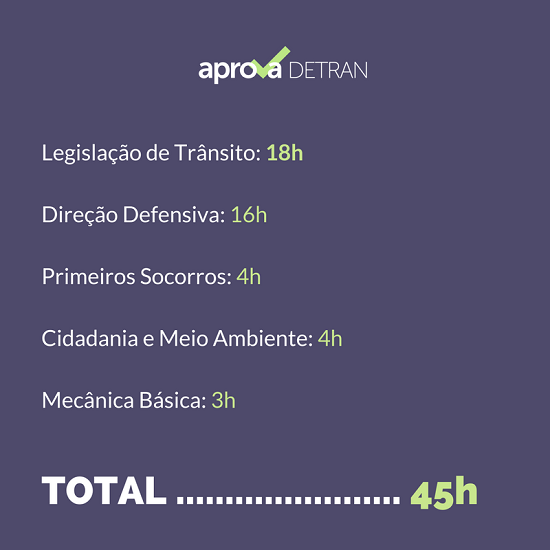 aprova DETRAN
Legislação de Trânsito: 18h
Direção Defensiva: 16h
Primeiros Socorros: 4h
Cidadania e Meio Ambiente: 4h
Mecânica Básica: 3h
TOTAL ....................... 45h